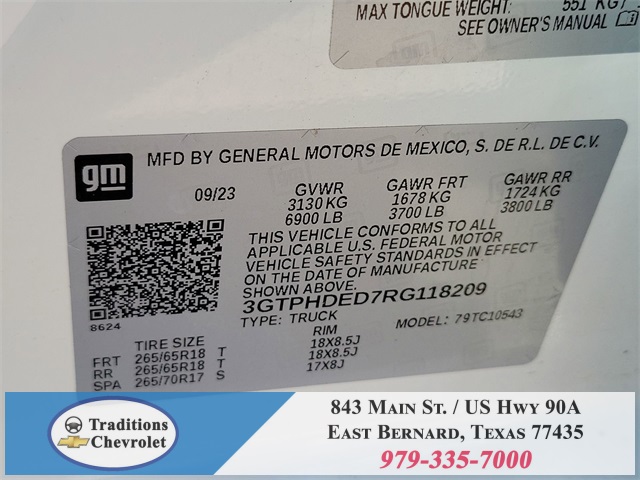 MAX TONGUE WEIGHT: 551 KG /
SEE OWNER'S MANUAL
gm
MFD BY GENERAL MOTORS DE MEXICO, S. DE R.L. DE C.V.
09/23 GVWR GAWR FRT GAWR RR
3130 KG 1678 KG 1724 KG
6900 LB 3700 LB 3800 LB
THIS VEHICLE CONFORMS TO ALL
APPLICABLE U.S. FEDERAL MOTOR
VEHICLE SAFETY STANDARDS IN EFFECT
ON THE DATE OF MANUFACTURE
SHOWN ABOVE.
3GTPHDED7RG118209
TYPE: TRUCK MODEL: 79TC10543
8624
TIRE SIZE RIM
FRT 265/65R18 T 18X8.5J
RR 265/65R18 T 18X8.5J
SPA 265/70R17 S 17X8J
Traditions
Chevrolet
843 Main St. / US Hwy 90A
East Bernard, Texas 77435
979-335-7000